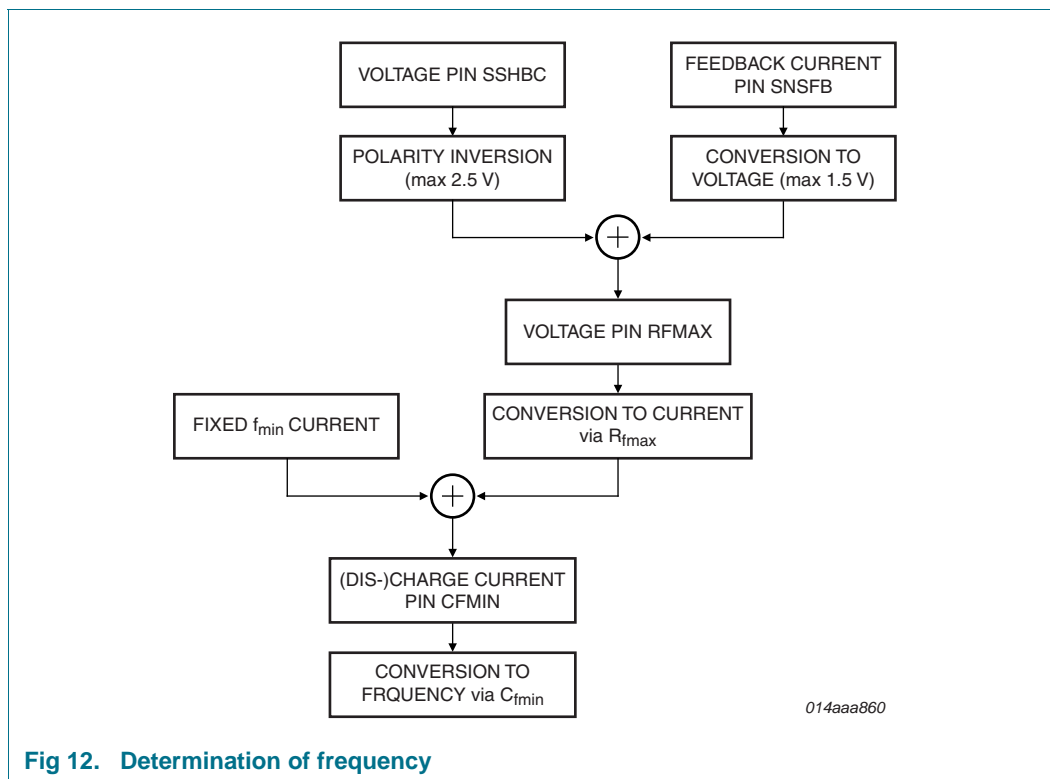 VOLTAGE PIN SSHBC
FEEDBACK CURRENT
PIN SNSFB
POLARITY INVERSION
(max 2.5 V)
CONVERSION TO
VOLTAGE (max 1.5 V)
VOLTAGE PIN RFMAX
FIXED fmin CURRENT
CONVERSION TO CURRENT
via Rfmax
(DIS-)CHARGE CURRENT
PIN CFMIN
CONVERSION TO
FRQUENCY via Cfmin
014aaa860
Fig 12. Determination of frequency